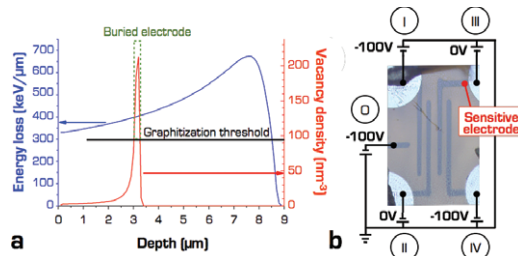 Buried electrode
Energy loss (keV/µm)
700
600
500
400
300
200
100
0
Graphitization threshold
Vacancy density (nm-3)
200
150
100
50
0
0 1 2 3 4 5 6 7 8 9
Depth (µm)
a
I
III
-100V
0V
O
-100V
Sensitive
electrode
0V
-100V
II
IV
b